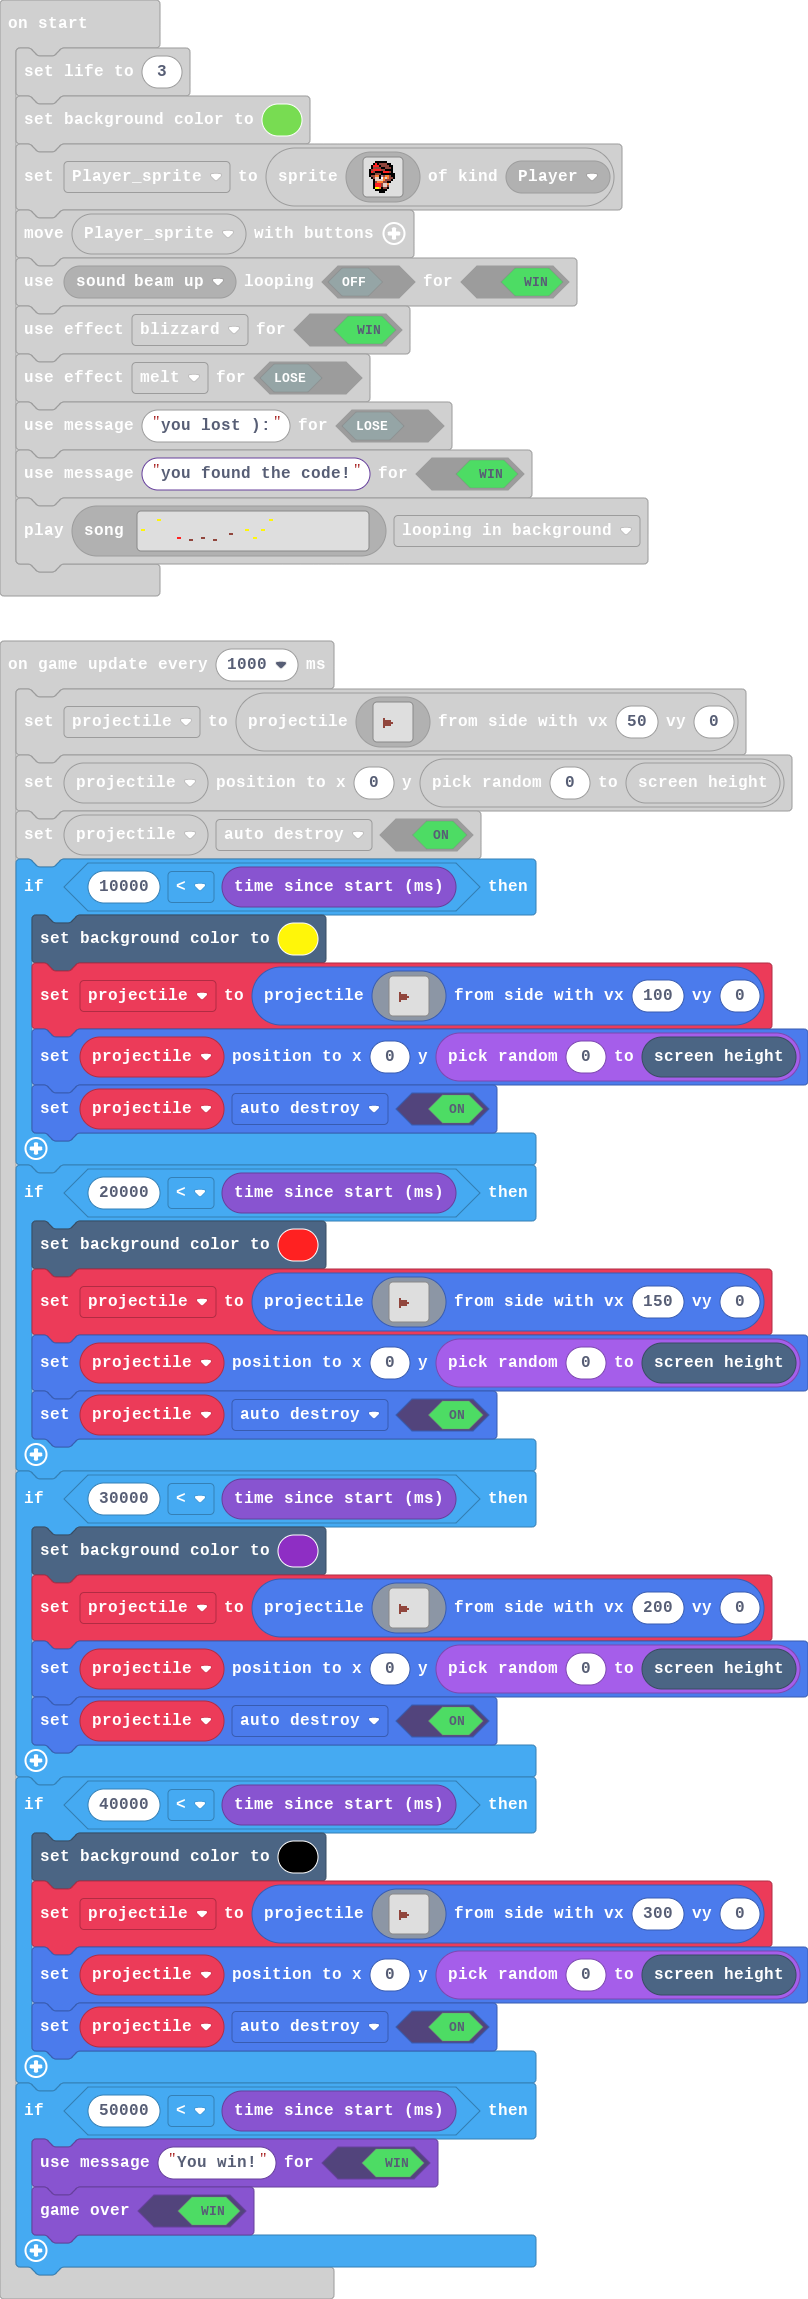 on start
set life to 3
set background color to
set Player_sprite to sprite of kind Player
move Player_sprite with buttons
use sound beam up looping OFF for WIN
use effect blizzard for WIN
use effect melt for LOSE
use message "you lost ):" for LOSE
use message "you found the code!" for WIN
play song looping in background
on game update every 1000 ms
set projectile to projectile from side with vx 50 vy 0
set projectile position to x 0 y pick random 0 to screen height
set projectile auto destroy ON
if 10000 < time since start (ms) then
set background color to
set projectile to projectile from side with vx 100 vy 0
set projectile position to x 0 y pick random 0 to screen height
set projectile auto destroy ON
if 20000 < time since start (ms) then
set background color to
set projectile to projectile from side with vx 150 vy 0
set projectile position to x 0 y pick random 0 to screen height
set projectile auto destroy ON
if 30000 < time since start (ms) then
set background color to
set projectile to projectile from side with vx 200 vy 0
set projectile position to x 0 y pick random 0 to screen height
set projectile auto destroy ON
if 40000 < time since start (ms) then
set background color to
set projectile to projectile from side with vx 300 vy 0
set projectile position to x 0 y pick random 0 to screen height
set projectile auto destroy ON
if 50000 < time since start (ms) then
use message "You win!" for WIN
game over WIN